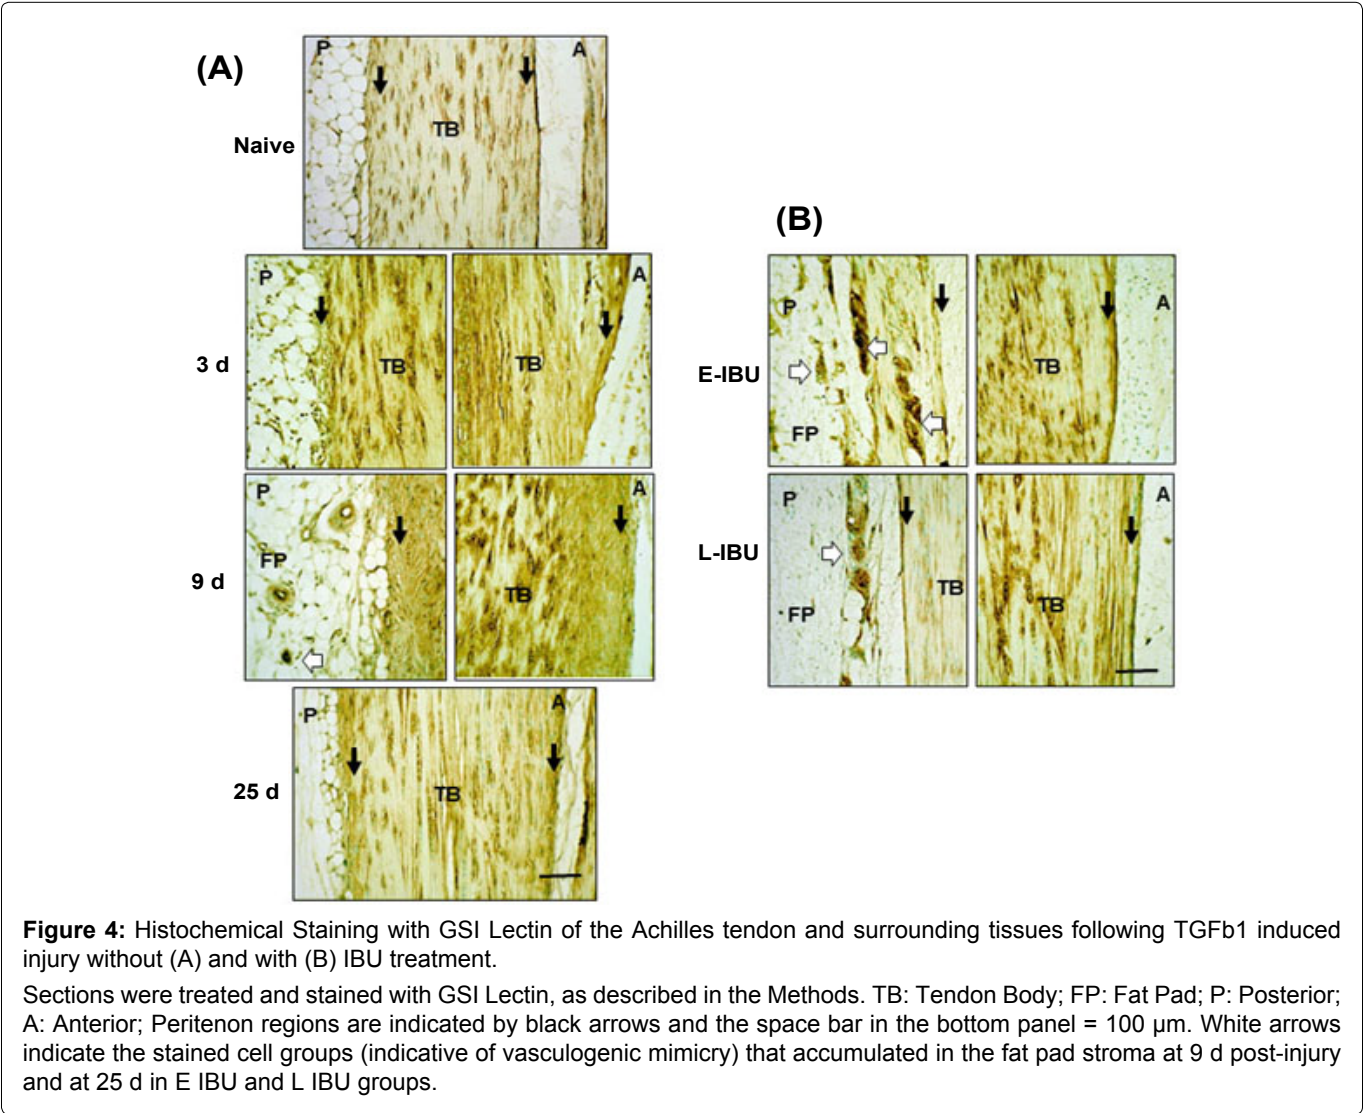 (A)
P
A
TB
Naive
(B)
P
TB
TB
A
3 d
P
FP
TB
A
E-IBU
P
FP
TB
A
9 d
P
FP
TB
TB
A
L-IBU
P
A
TB
25 d
Figure 4: Histochemical Staining with GSI Lectin of the Achilles tendon and surrounding tissues following TGFb1 induced
injury without (A) and with (B) IBU treatment.
Sections were treated and stained with GSI Lectin, as described in the Methods. TB: Tendon Body; FP: Fat Pad; P: Posterior;
A: Anterior; Peritenon regions are indicated by black arrows and the space bar in the bottom panel = 100 µm. White arrows
indicate the stained cell groups (indicative of vasculogenic mimicry) that accumulated in the fat pad stroma at 9 d post-injury
and at 25 d in E IBU and L IBU groups.